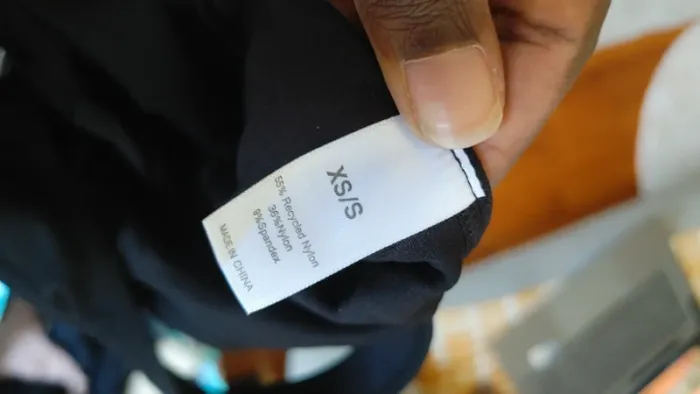 XS/S
55% Recycled Nylon
36%Nylon
9%Spandex
MADE IN CHINA